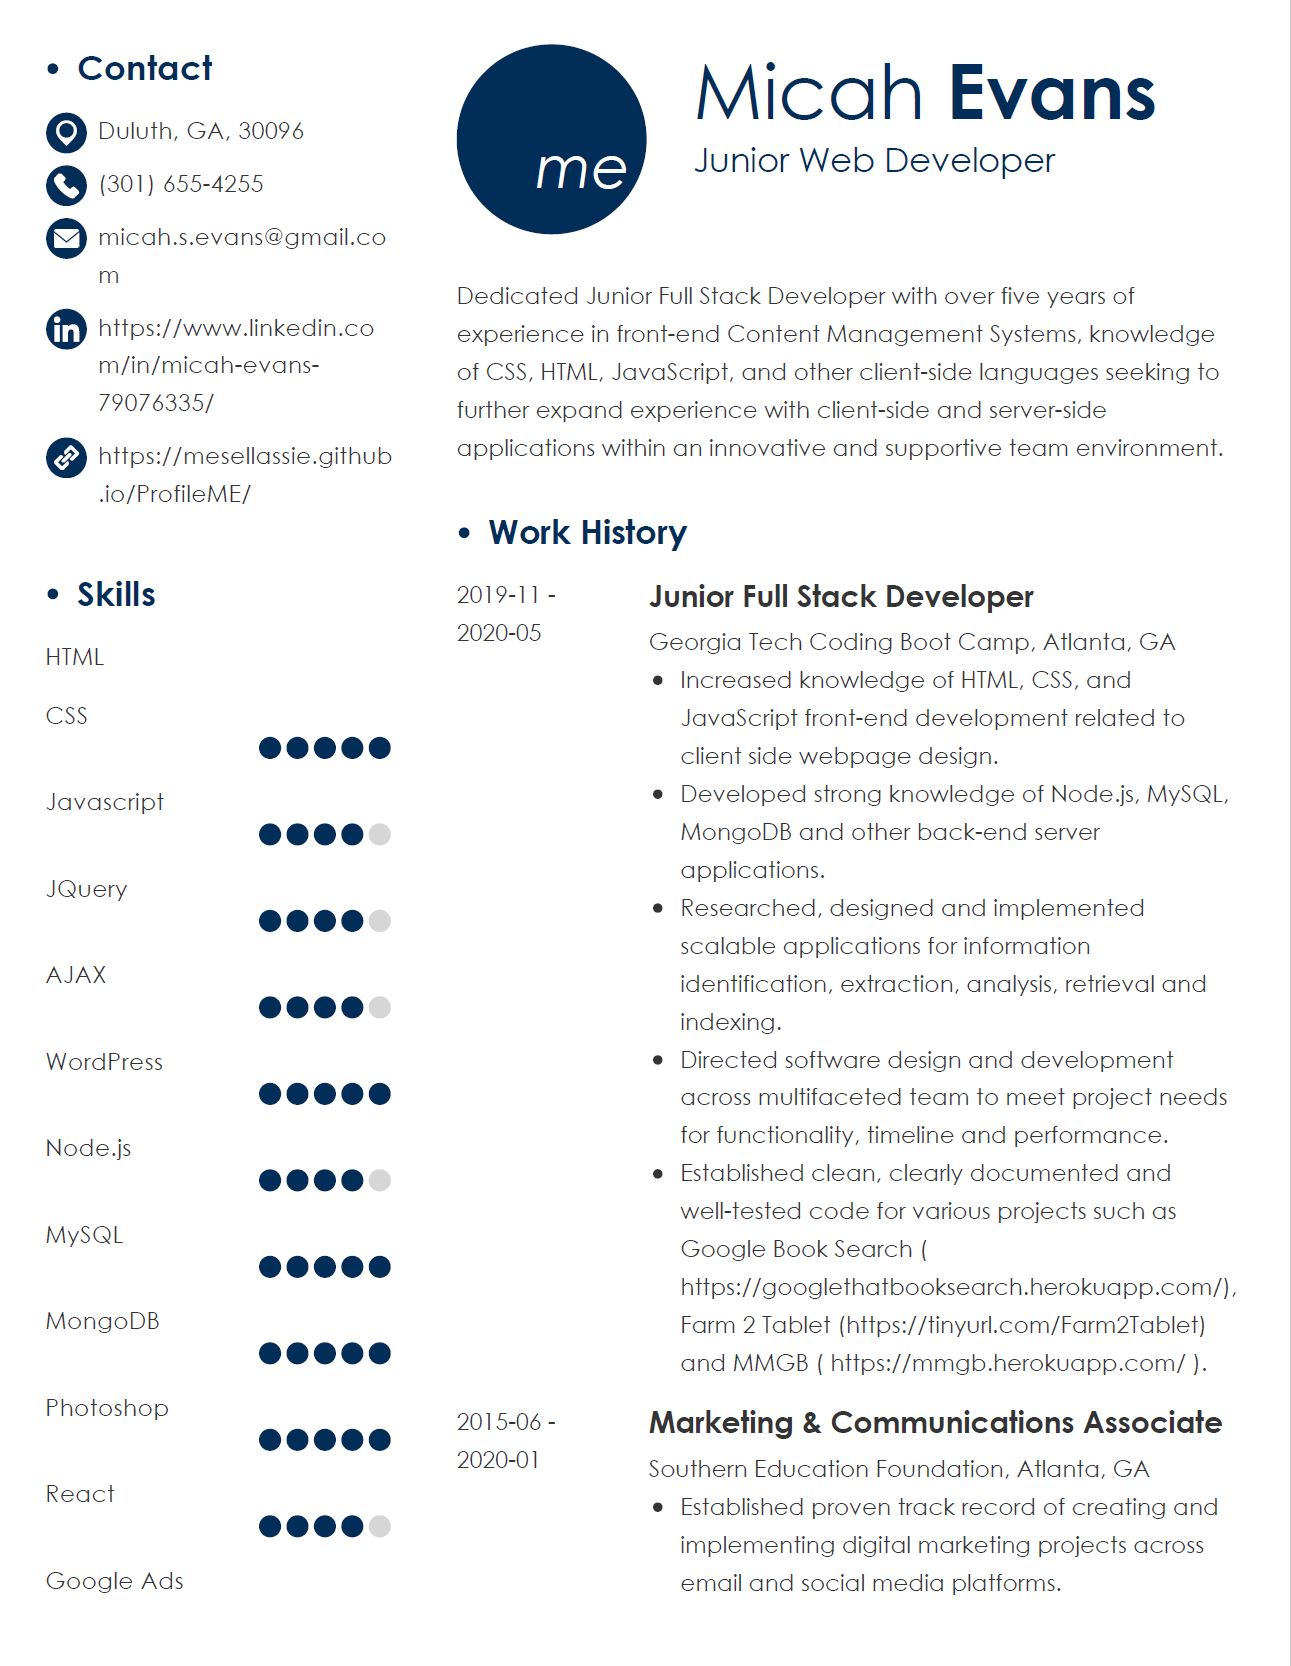 Contact
Duluth, GA, 30096
(301) 655-4255
micah.s.evans@gmail.co
m
https://www.linkedin.co
m/in/micah-evans-
79076335/
https://mesellassie.github
.io/ProfileME/
Skills
HTML
CSS
Javascript
JQuery
AJAX
WordPress
Node.js
MySQL
MongoDB
Photoshop
React
Google Ads
me
Micah Evans
Junior Web Developer
Dedicated Junior Full Stack Developer with over five years of
experience in front-end Content Management Systems, knowledge
of CSS, HTML, JavaScript, and other client-side languages seeking to
further expand experience with client-side and server-side
applications within an innovative and supportive team environment.
Work History
2019-11 -
2020-05
Junior Full Stack Developer
Georgia Tech Coding Boot Camp, Atlanta, GA
• Increased knowledge of HTML, CSS, and
JavaScript front-end development related to
client side webpage design.
• Developed strong knowledge of Node.js, MySQL,
MongoDB and other back-end server
applications.
• Researched, designed and implemented
scalable applications for information
identification, extraction, analysis, retrieval and
indexing.
• Directed software design and development
across multifaceted team to meet project needs
for functionality, timeline and performance.
• Established clean, clearly documented and
well-tested code for various projects such as
Google Book Search (
https://googlethatbooksearch.herokuapp.com/),
Farm 2 Tablet (https://tinyurl.com/Farm2Tablet)
and MMGB ( https://mmgb.herokuapp.com/ ).
2015-06 -
2020-01
Marketing & Communications Associate
Southern Education Foundation, Atlanta, GA
• Established proven track record of creating and
implementing digital marketing projects across
email and social media platforms.